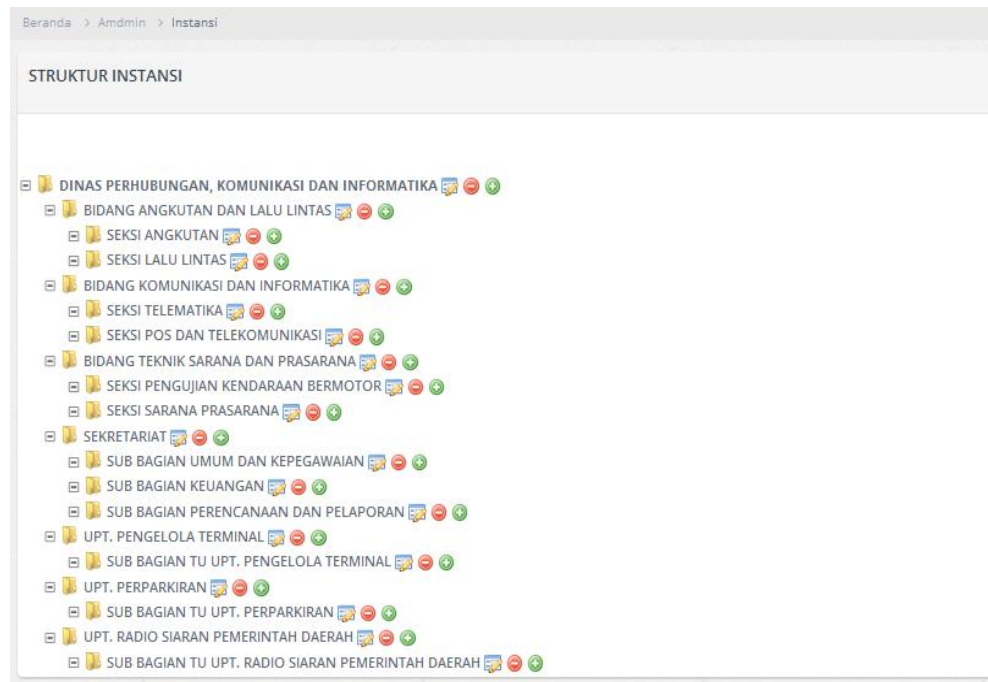 Beranda > Amdmin > Instansi
STRUKTUR INSTANSI
DINAS PERHUBUNGAN, KOMUNIKASI DAN INFORMATIKA
BIDANG ANGKUTAN DAN LALU LINTAS
SEKSI ANGKUTAN
SEKSI LALU LINTAS
BIDANG KOMUNIKASI DAN INFORMATIKA
SEKSI TELEMATIKA
SEKSI POS DAN TELEKOMUNIKASI
BIDANG TEKNIK SARANA DAN PRASARANA
SEKSI PENGUJIAN KENDARAAN BERMOTOR
SEKSI SARANA PRASARANA
SEKRETARIAT
SUB BAGIAN UMUM DAN KEPEGAWAIAN
SUB BAGIAN KEUANGAN
SUB BAGIAN PERENCANAAN DAN PELAPORAN
UPT. PENGELOLA TERMINAL
SUB BAGIAN TU UPT. PENGELOLA TERMINAL
UPT. PERPARKIRAN
SUB BAGIAN TU UPT. PERPARKIRAN
UPT. RADIO SIARAN PEMERINTAH DAERAH
SUB BAGIAN TU UPT. RADIO SIARAN PEMERINTAH DAERAH